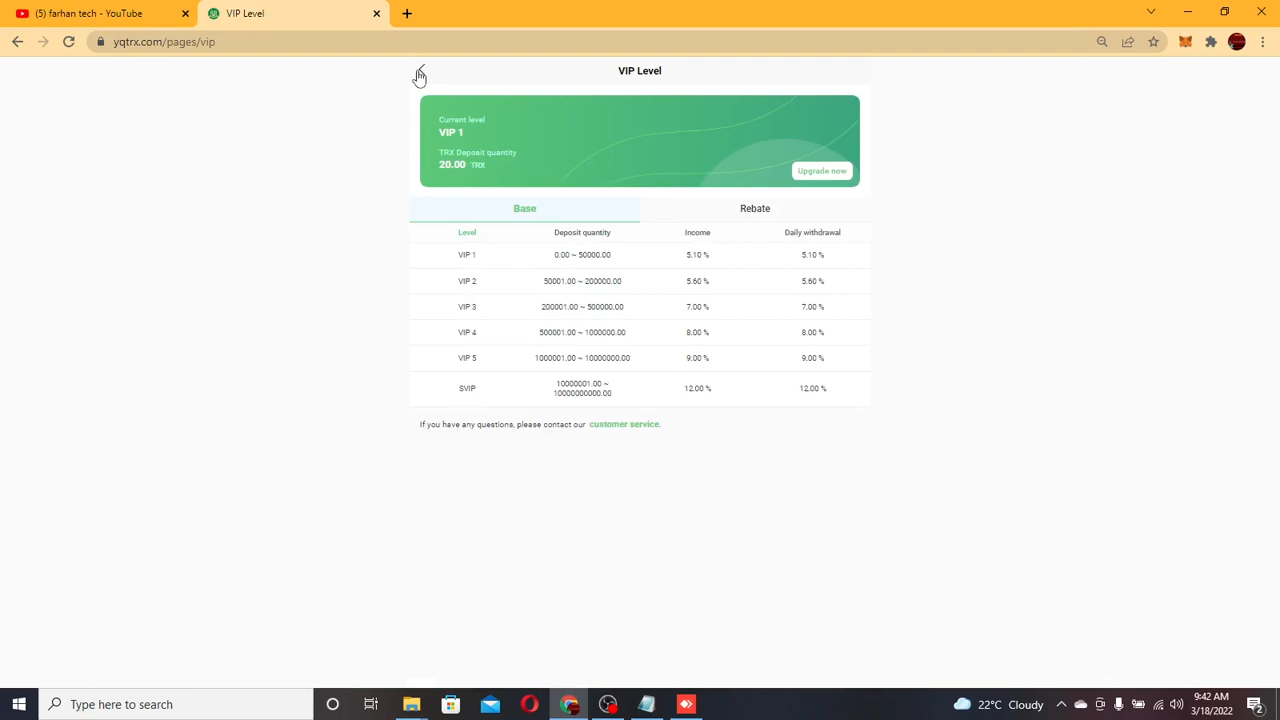 (5) farhan tech - YouTube
VIP Level
yqtrx.com/pages/vip
VIP Level
Current level
VIP 1
TRX Deposit quantity
20.00 TRX
Upgrade now
Base Rebate
Level Deposit quantity Income Daily withdrawal
VIP 1 0.00 ~ 50000.00 5.10 % 5.10 %
VIP 2 50001.00 ~ 200000.00 5.60 % 5.60 %
VIP 3 200001.00 ~ 500000.00 7.00 % 7.00 %
VIP 4 500001.00 ~ 1000000.00 8.00 % 8.00 %
VIP 5 1000001.00 ~ 10000000.00 9.00 % 9.00 %
SVIP 10000001.00 ~ 10000000000.00 12.00 % 12.00 %
If you have any questions, please contact our customer service.
Type here to search
22°C Cloudy
9:42 AM
3/18/2022
2